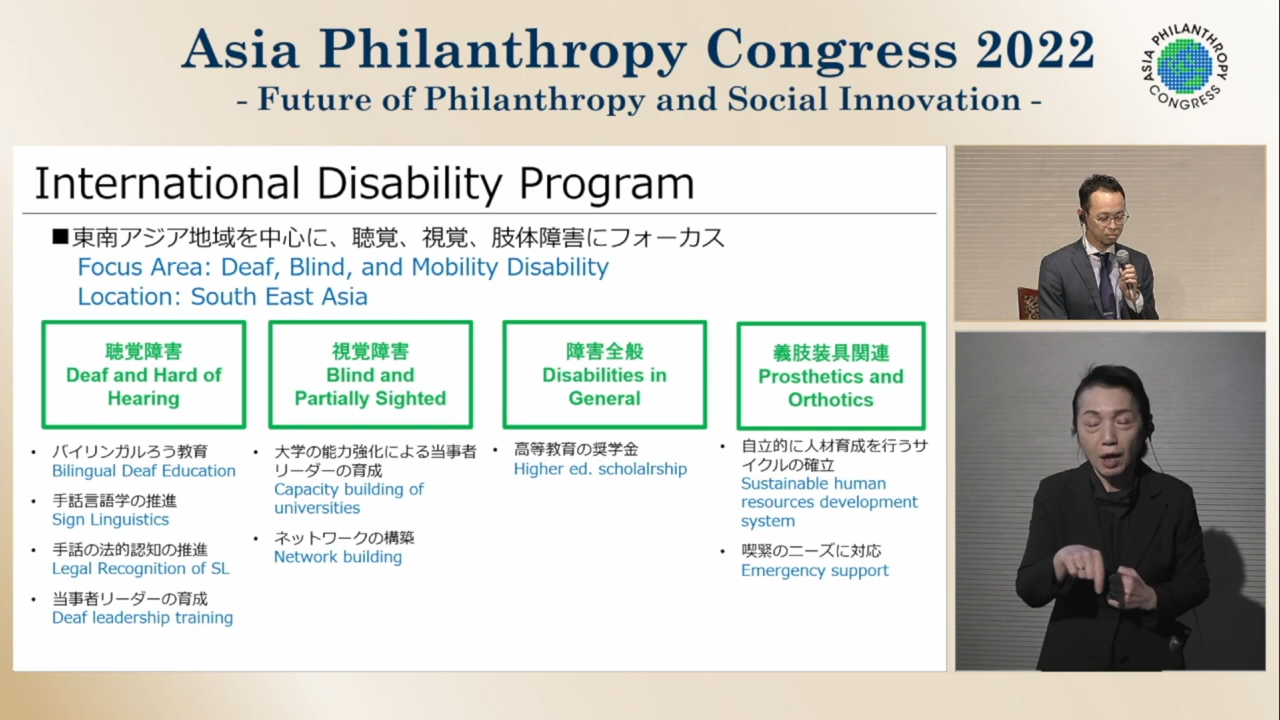 Asia Philanthropy Congress 2022
- Future of Philanthropy and Social Innovation -
ASIA PHILANTHROPY CONGRESS
International Disability Program
■東南アジア地域を中心に、聴覚、視覚、肢体障害にフォーカス
Focus Area: Deaf, Blind, and Mobility Disability
Location: South East Asia
聴覚障害
Deaf and Hard of
Hearing
• バイリンガルろう教育
Bilingual Deaf Education
• 手話言語学の推進
Sign Linguistics
• 手話の法的認知の推進
Legal Recognition of SL
• 当事者リーダーの育成
Deaf leadership training
視覚障害
Blind and
Partially Sighted
• 大学の能力強化による当事者
リーダーの育成
Capacity building of
universities
• ネットワークの構築
Network building
障害全般
Disabilities in
General
• 高等教育の奨学金
Higher ed. scholalrship
義肢装具関連
Prosthetics and
Orthotics
• 自立的に人材育成を行うサ
イクルの確立
Sustainable human
resources development
system
• 喫緊のニーズに対応
Emergency support